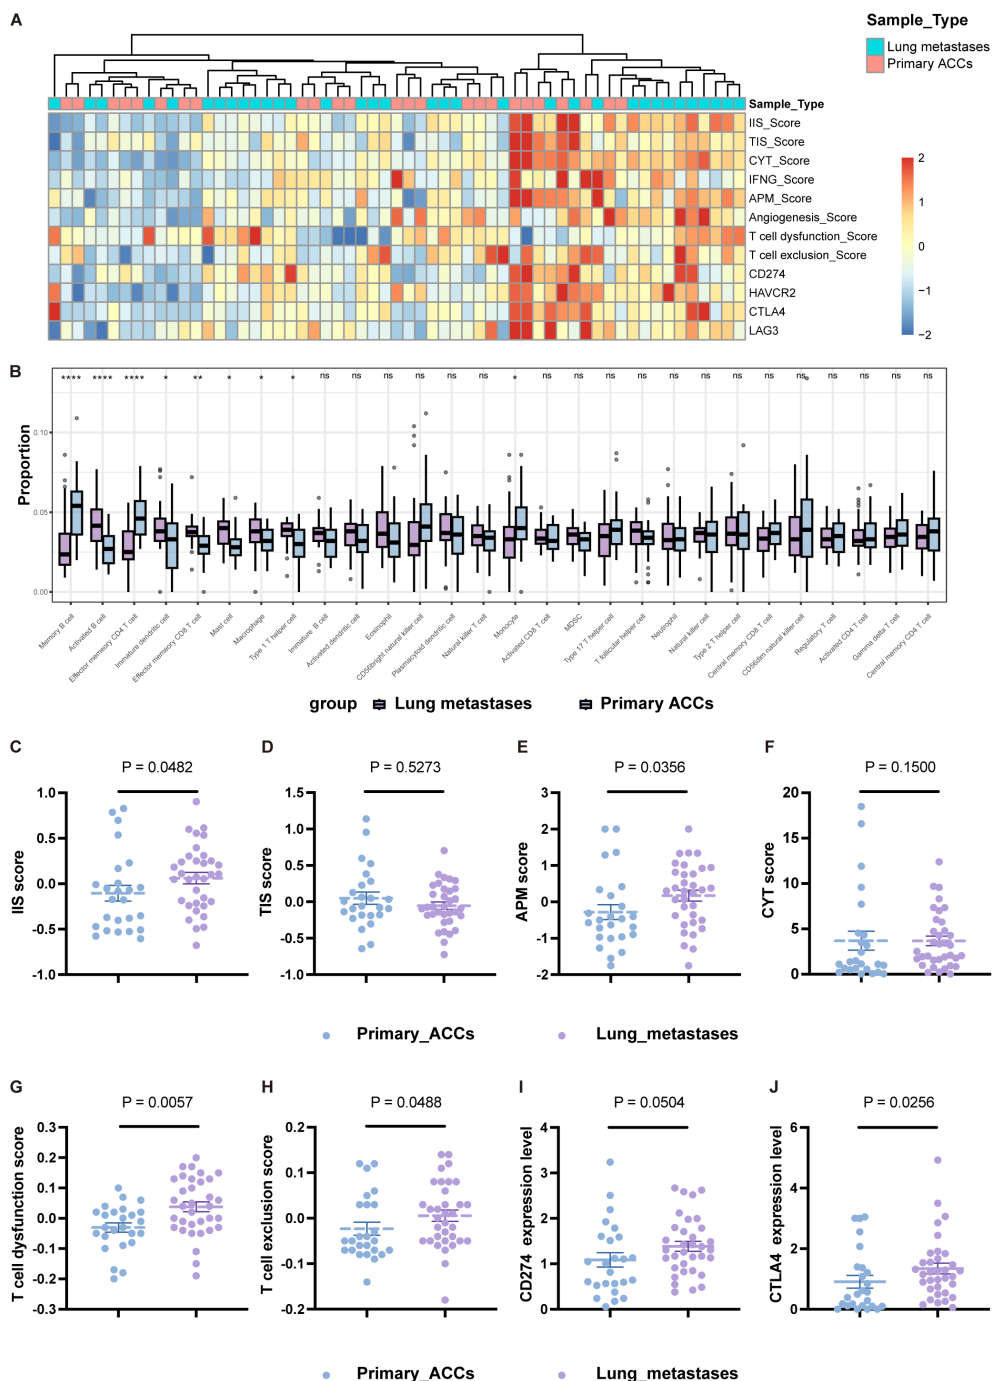 A
Sample_Type
Lung metastases
Primary ACCs
Sample_Type
IIS_Score
TIS_Score
CYT_Score
IFNG_Score
APM_Score
Angiogenesis_Score
T cell dysfunction_Score
T cell exclusion_Score
CD274
HAVCR2
CTLA4
LAG3
2
1
0
−1
−2
B
**** **** **** * ** * * * ns ns ns ns ns ns * ns ns ns ns ns ns ns ns ns ns ns ns ns
Proportion
0.10
0.05
0.00
Memory B cell
Activated B cell
Effector memeory CD4 T cell
Immature dendritic cell
Effector memeory CD8 T cell
Mast cell
Macrophage
Type 1 T helper cell
Immature B cell
Activated dendritic cell
Eosinophil
CD56bright natural killer cell
Plasmacytoid dendritic cell
Natural killer T cell
Monocyte
Activated CD8 T cell
MDSC
Type 17 T helper cell
T follicular helper cell
Neutrophil
Natural killer cell
Type 2 T helper cell
Central memory CD8 T cell
CD56dim natural killer cell
Regulatory T cell
Activated CD4 T cell
Gamma delta T cell
Central memory CD4 T cell
group Lung metastases Primary ACCs
C
P = 0.0482
IIS score
1.0
0.5
0.0
-0.5
-1.0
D
P = 0.5273
TIS score
1.5
1.0
0.5
0.0
-0.5
-1.0
E
P = 0.0356
APM score
3
2
1
0
-1
-2
F
P = 0.1500
CYT score
20
15
10
5
0
Primary_ACCs Lung_metastases
G
P = 0.0057
T cell dysfunction score
0.3
0.2
0.1
0.0
-0.1
-0.2
-0.3
H
P = 0.0488
T cell exclusion score
0.2
0.1
0.0
-0.1
-0.2
I
P = 0.0504
CD274 expression level
4
3
2
1
0
J
P = 0.0256
CTLA4 expression level
6
4
2
0
Primary_ACCs Lung_metastases